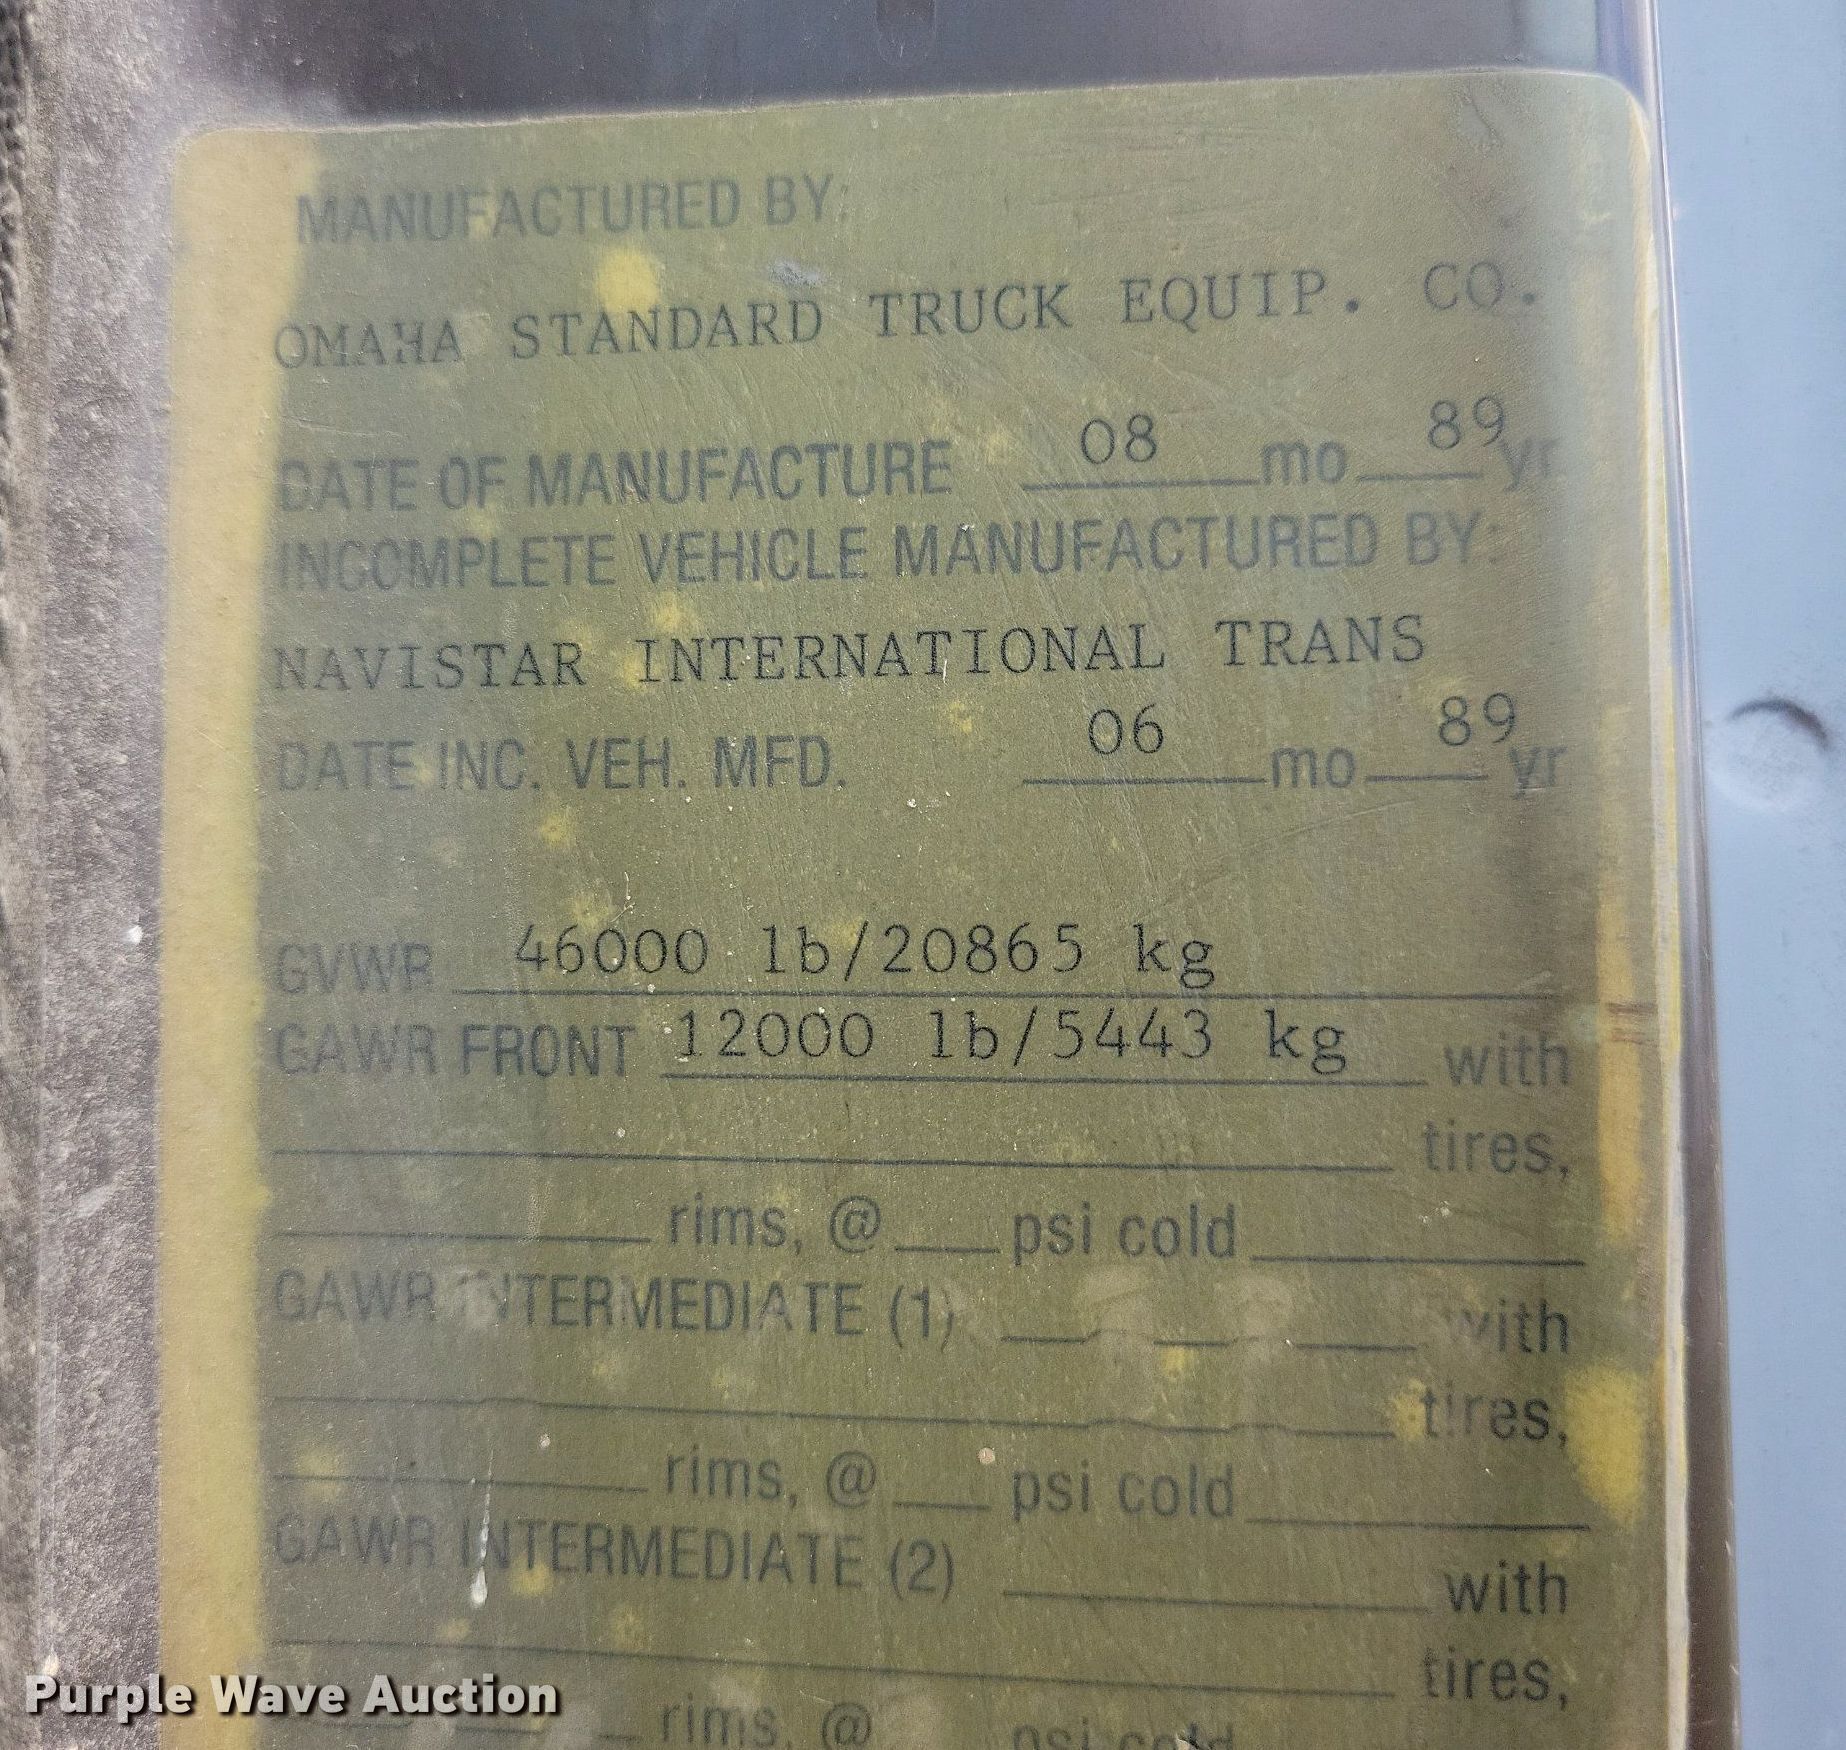 MANUFACTURED BY:
OMAHA STANDARD TRUCK EQUIP. CO.
DATE OF MANUFACTURE 08 mo 89 yr
INCOMPLETE VEHICLE MANUFACTURED BY:
NAVISTAR INTERNATIONAL TRANS
DATE INC. VEH. MFD. 06 mo 89 yr
GVWR 46000 lb/20865 kg
GAWR FRONT 12000 lb/5443 kg with
tires,
rims, @ psi cold
GAWR INTERMEDIATE (1) with
tires,
rims, @ psi cold
GAWR INTERMEDIATE (2) with
tires,
rims, @ psi cold
Purple Wave Auction